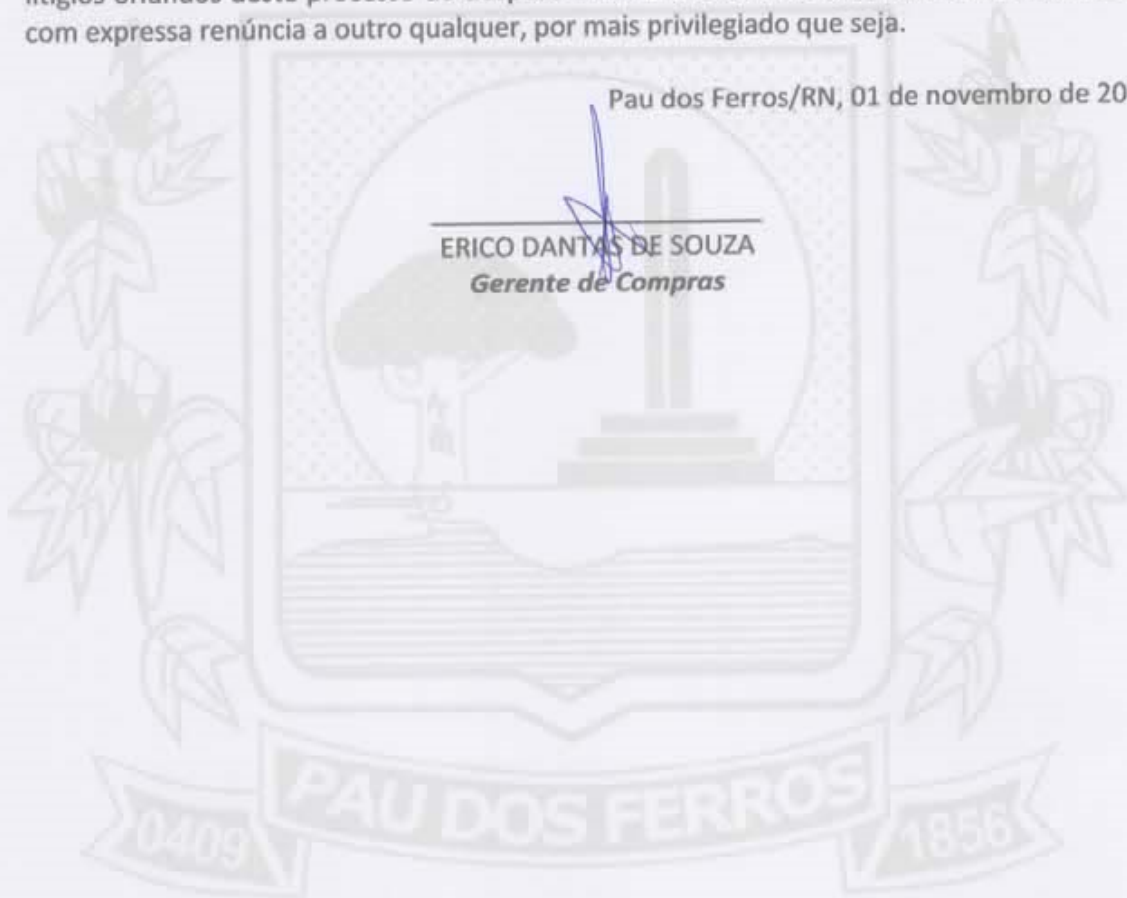 com expressa renúncia a outro qualquer, por mais privilegiado que seja.
Pau dos Ferros/RN, 01 de novembro de 20
ERICO DANTAS DE SOUZA
Gerente de Compras
PAU DOS FERROS
0409
1856